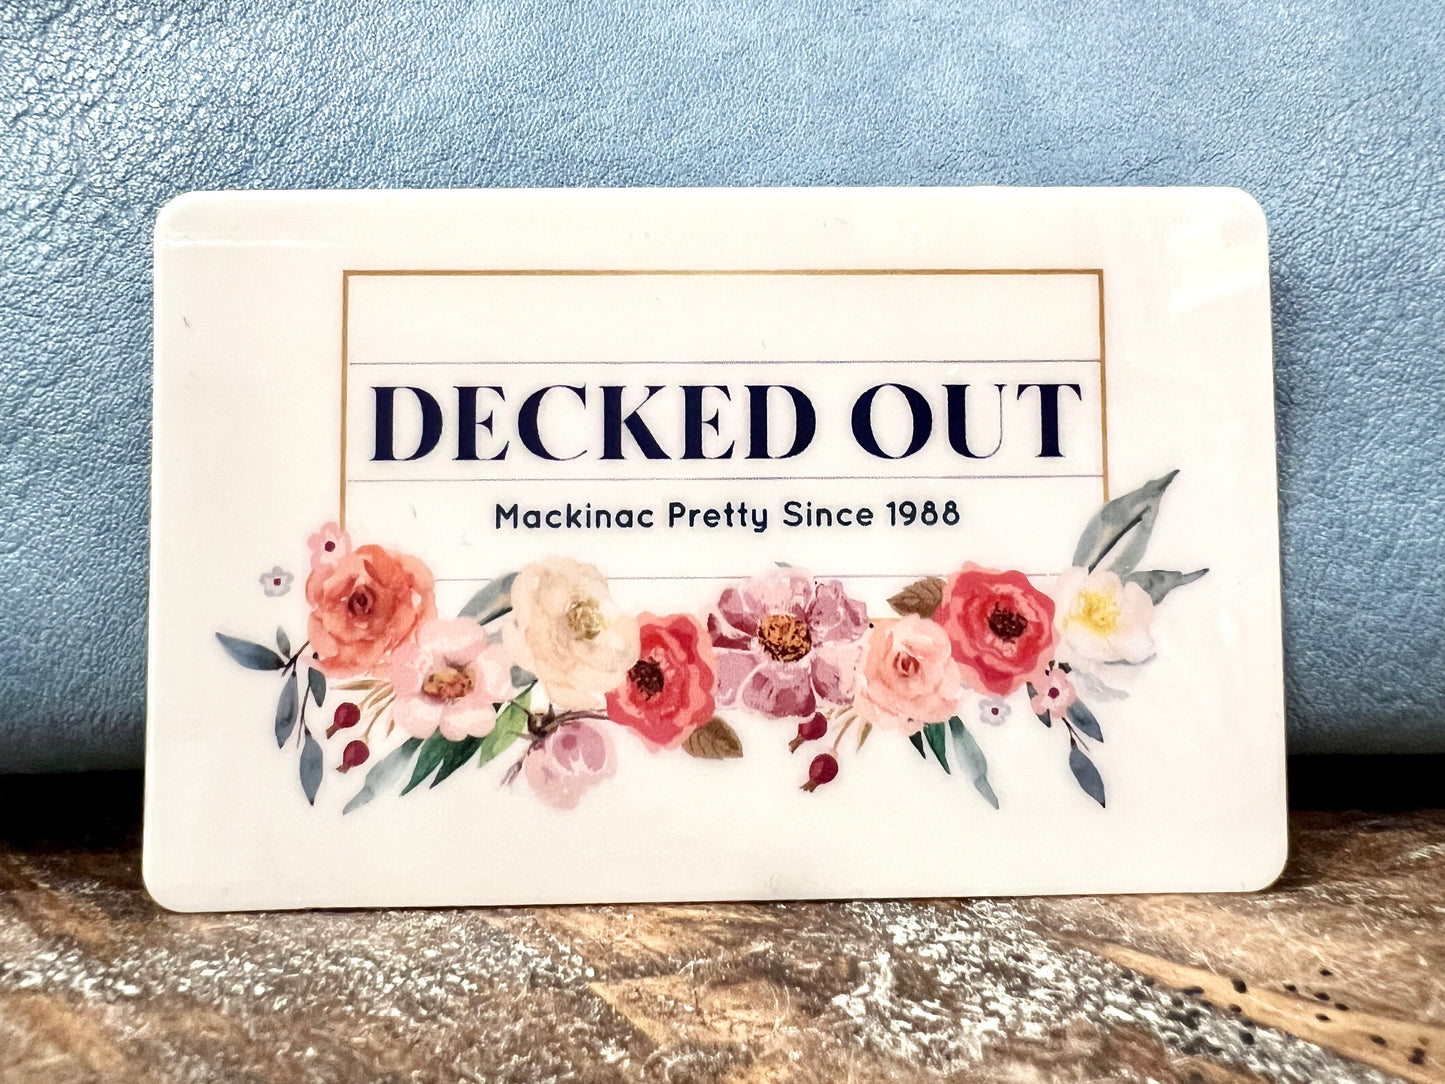 DECKED OUT
Mackinac Pretty Since 1988